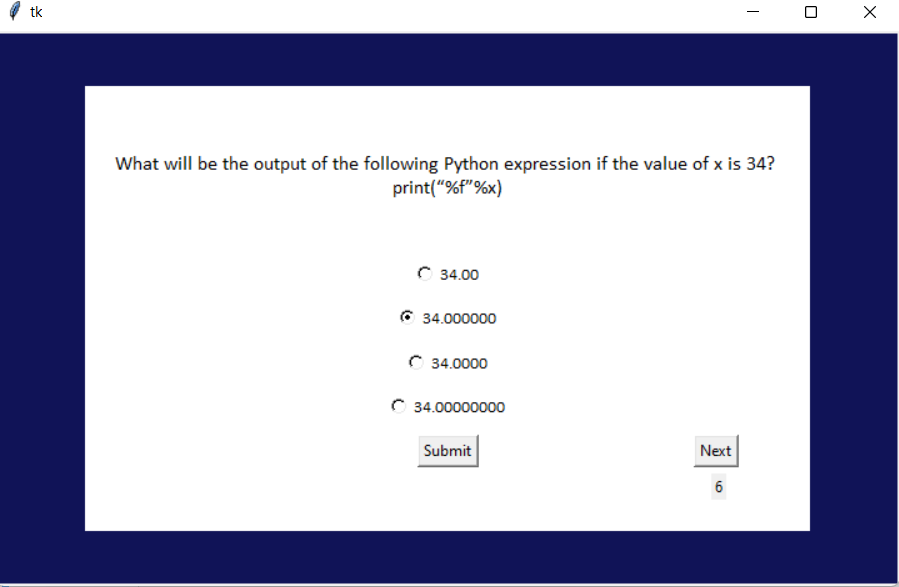 tk
What will be the output of the following Python expression if the value of x is 34?
print(“%f”%x)
34.00
34.000000
34.0000
34.00000000
Submit
Next
6